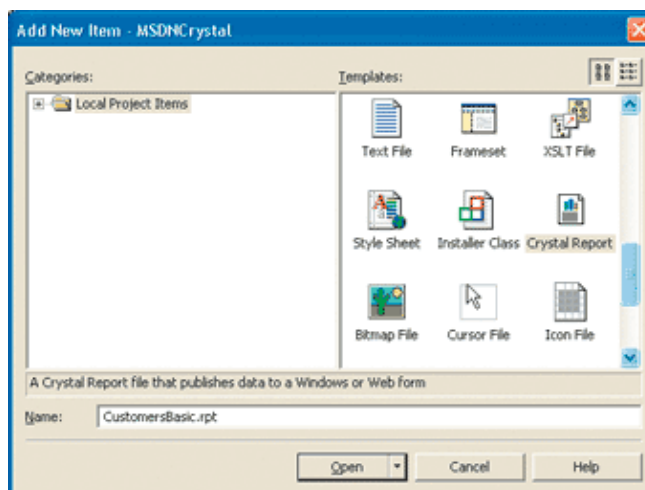 Add New Item - MSDNCrystal
Categories:
Templates:
Local Project Items
Text File
Frameset
XSLT File
Style Sheet
Installer Class
Crystal Report
Bitmap File
Cursor File
Icon File
A Crystal Report file that publishes data to a Windows or Web form
Name:
CustomersBasic.rpt
Open
Cancel
Help